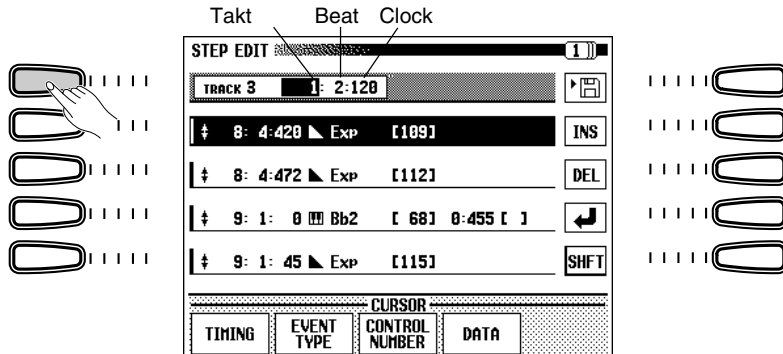 Takt Beat Clock
STEP EDIT 1
TRACK 3 1: 2:120
8: 4:420 Exp [109] INS
8: 4:472 Exp [112] DEL
9: 1: 0 Bb2 [ 68] 0:455 [ ]
9: 1: 45 Exp [115] SHFT
CURSOR
TIMING EVENT TYPE CONTROL NUMBER DATA